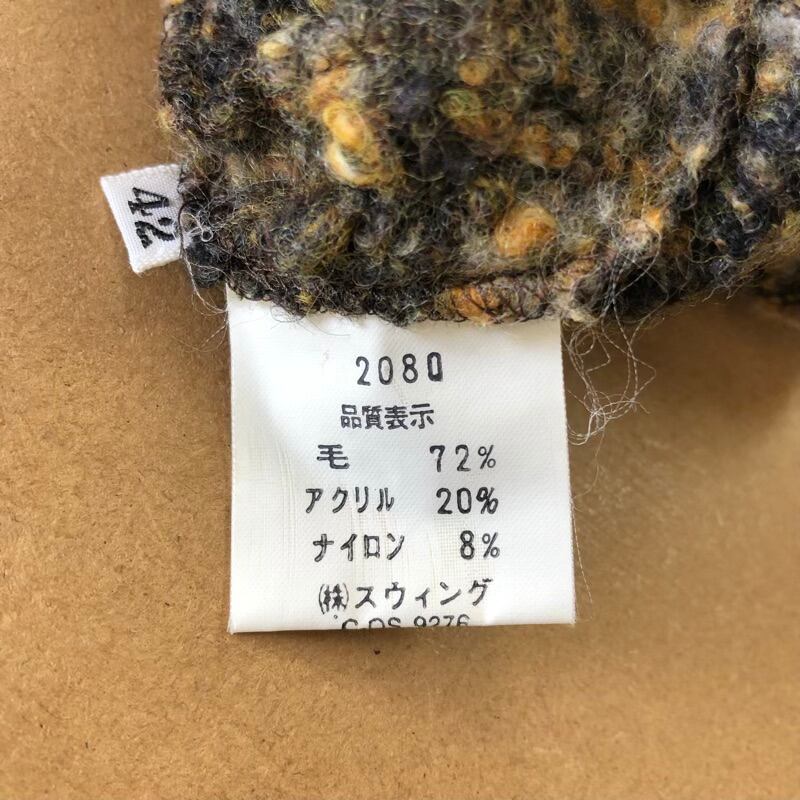 42
2080
品質表示
毛 72%
アクリル 20%
ナイロン 8%
㈱スウィング